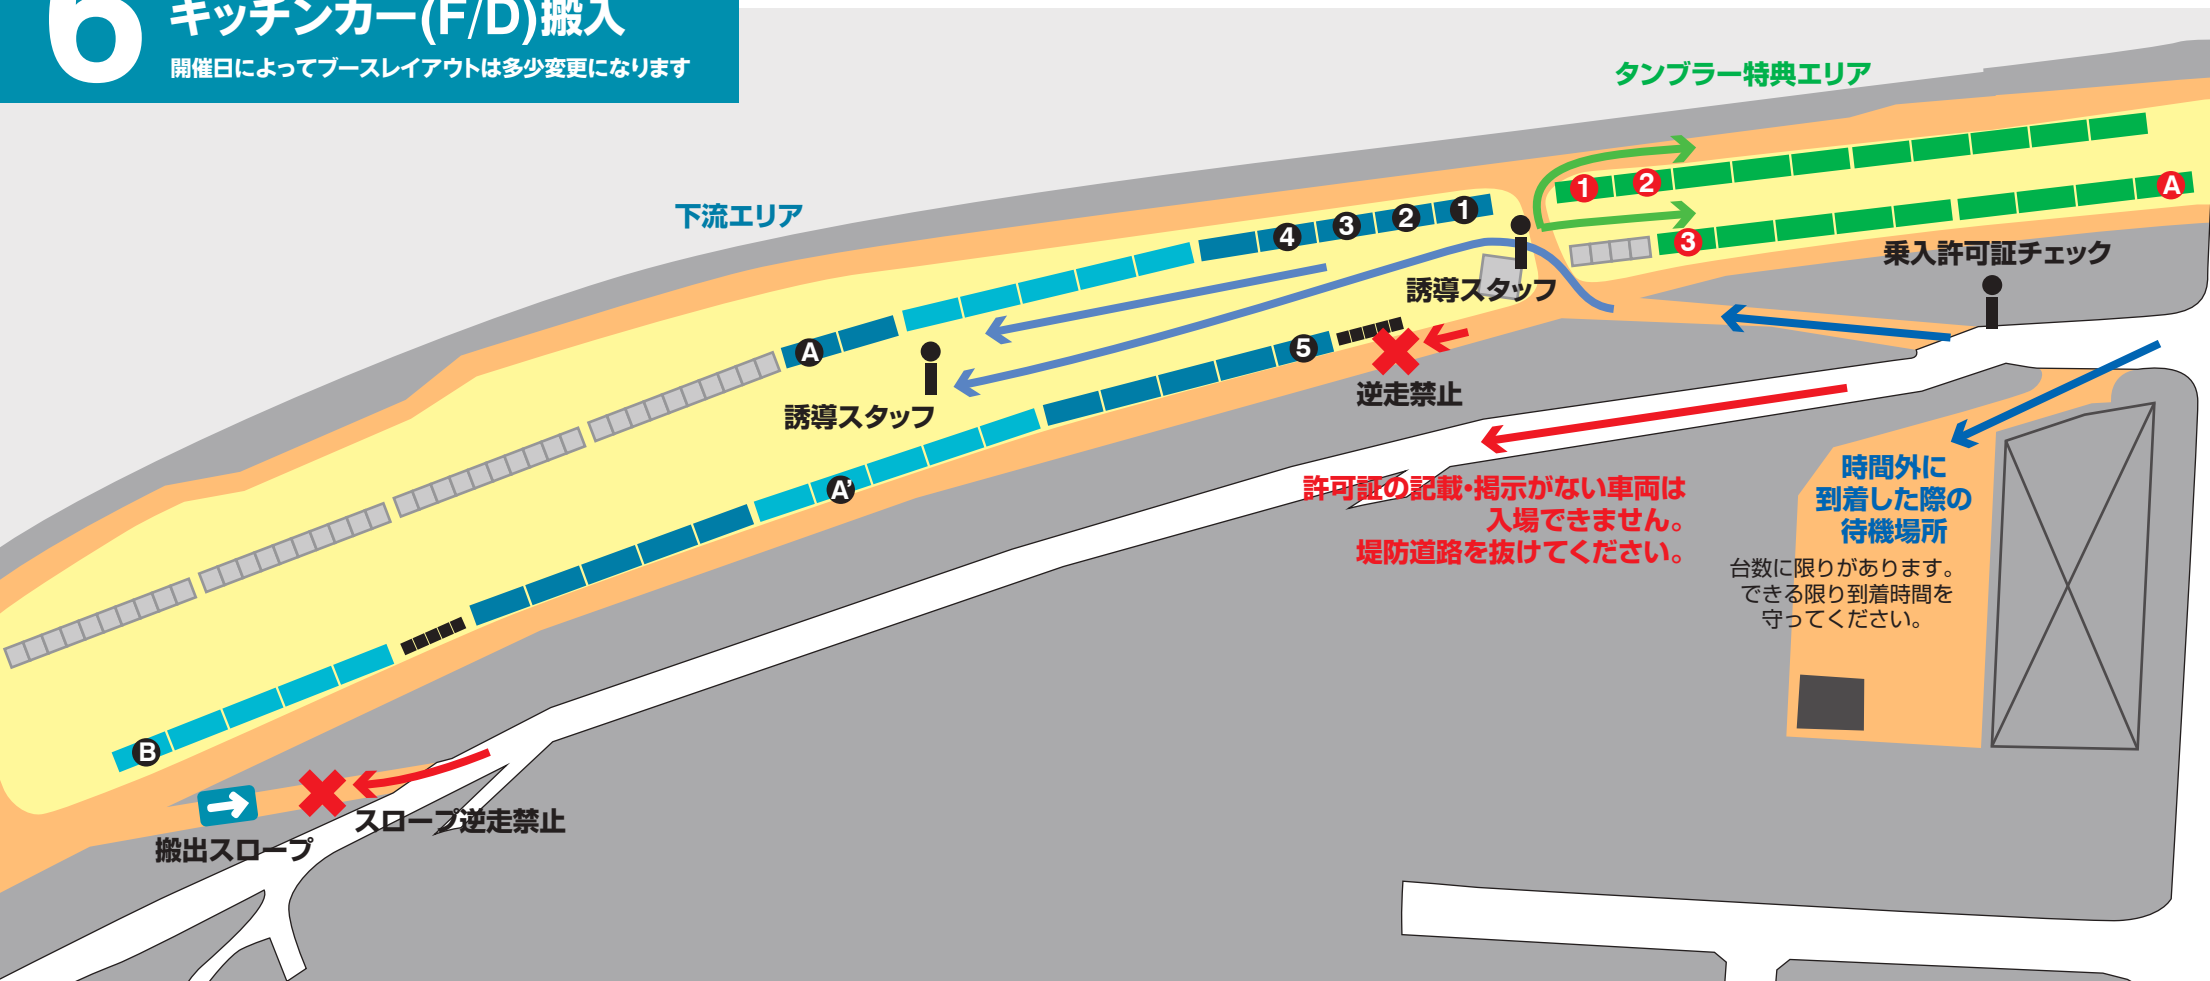 6
キッチンカー(F/D)搬入
開催日によってブースレイアウトは多少変更になります
タンブラー特典エリア
下流エリア
1
2
3
A
4
3
2
1
乗入許可証チェック
誘導スタッフ
A
5
誘導スタッフ
逆走禁止
A'
許可証の記載・掲示がない車両は
入場できません。
堤防道路を抜けてください。
時間外に
到着した際の
待機場所
台数に限りがあります。
できる限り到着時間を
守ってください。
B
スロープ逆走禁止
搬出スロープ